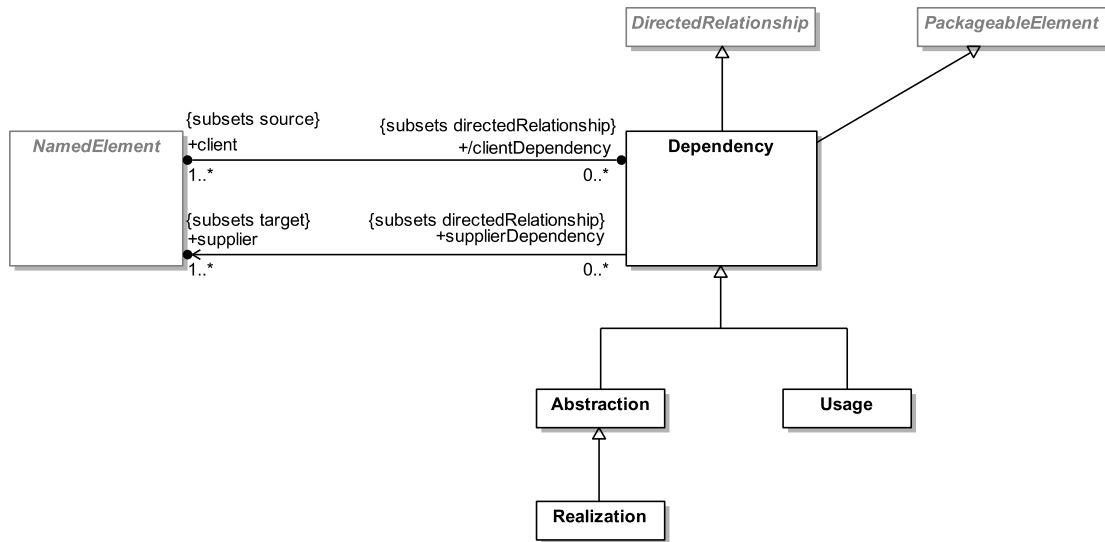 DirectedRelationship
PackageableElement
{subsets source}
{subsets directedRelationship}
NamedElement
+client
+/clientDependency
Dependency
1..*
0..*
{subsets target}
{subsets directedRelationship}
+supplier
+supplierDependency
1..*
0..*
Abstraction
Usage
Realization